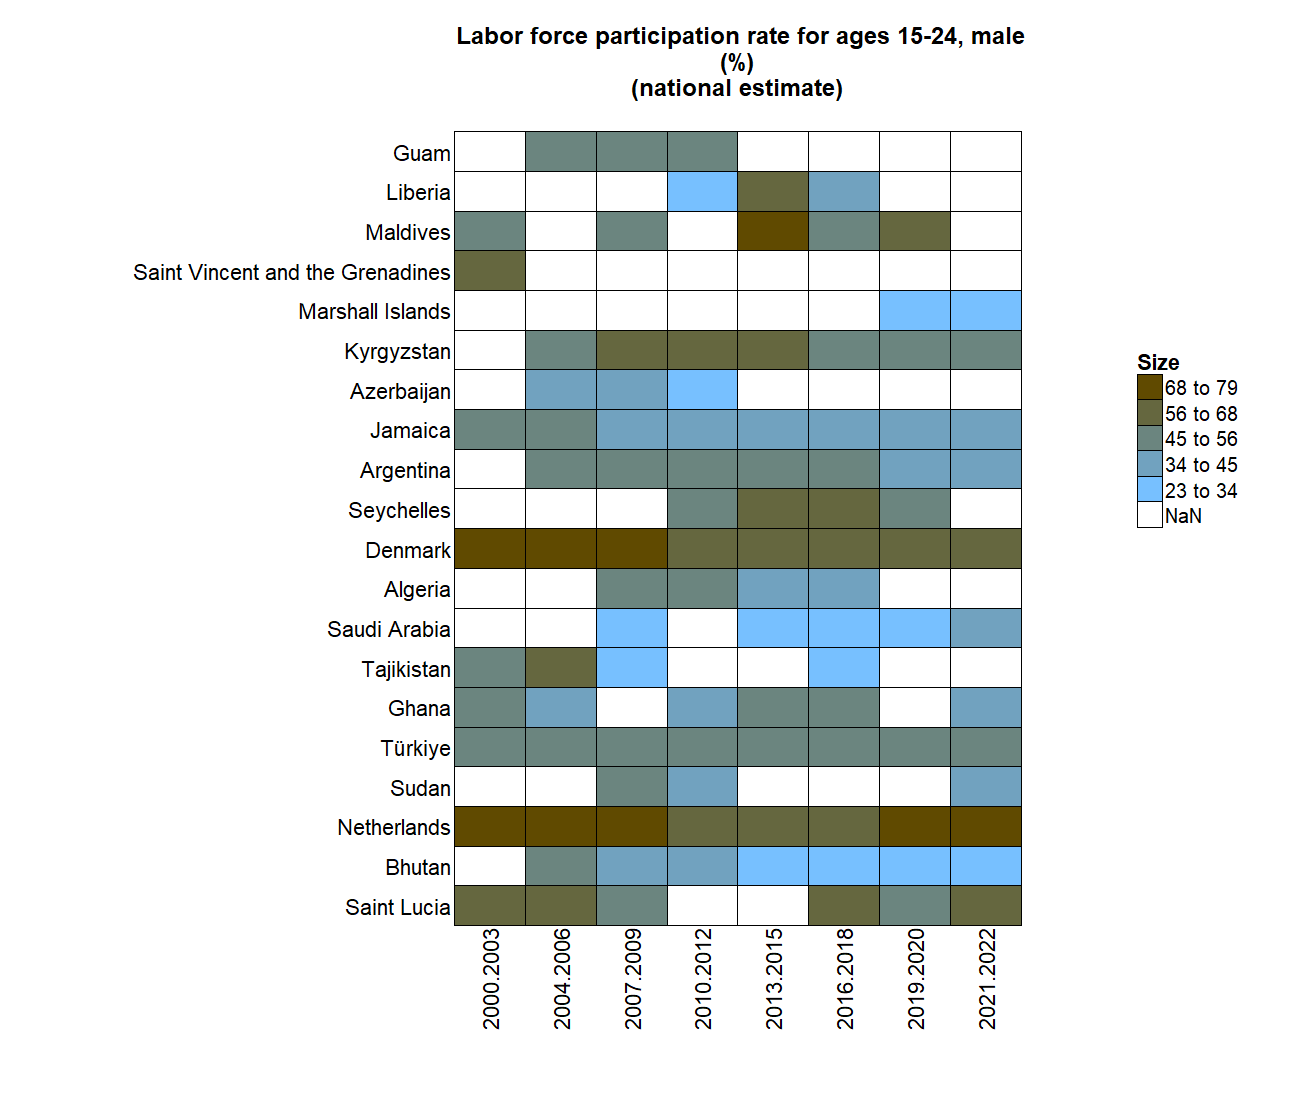 Labor force participation rate for ages 15-24, male
(%)
(national estimate)
Guam
Liberia
Maldives
Saint Vincent and the Grenadines
Marshall Islands
Kyrgyzstan
Azerbaijan
Jamaica
Argentina
Seychelles
Denmark
Algeria
Saudi Arabia
Tajikistan
Ghana
Türkiye
Sudan
Netherlands
Bhutan
Saint Lucia
2000.2003
2004.2006
2007.2009
2010.2012
2013.2015
2016.2018
2019.2020
2021.2022
Size
68 to 79
56 to 68
45 to 56
34 to 45
23 to 34
NaN